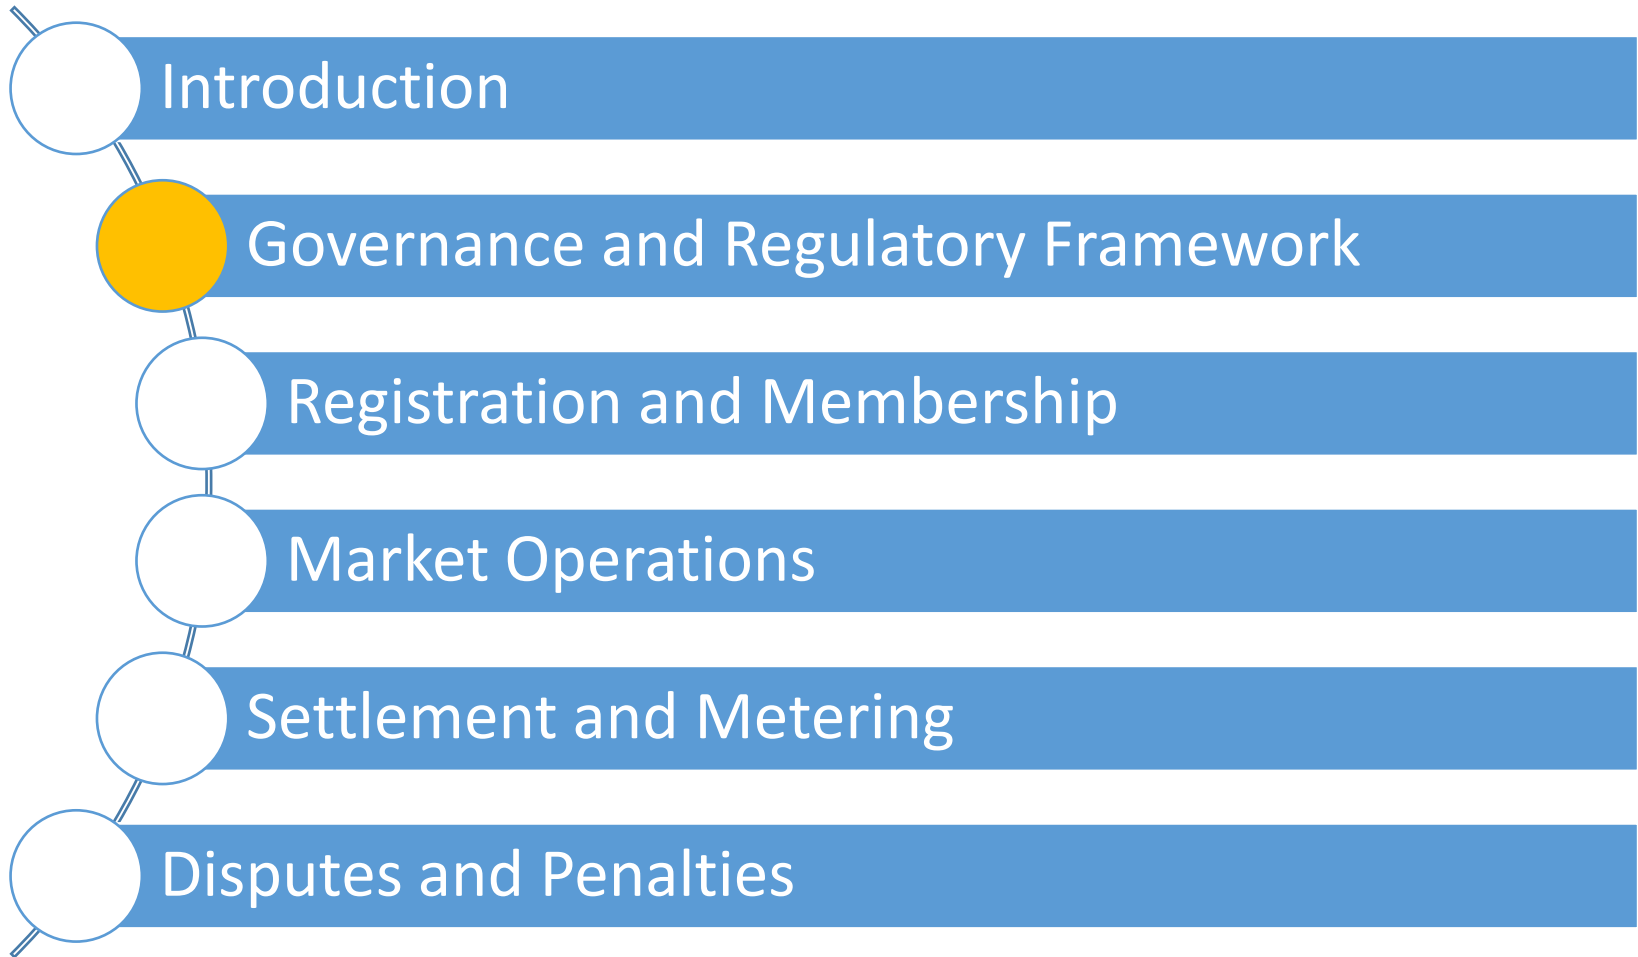 Introduction
Governance and Regulatory Framework
Registration and Membership
Market Operations
Settlement and Metering
Disputes and Penalties